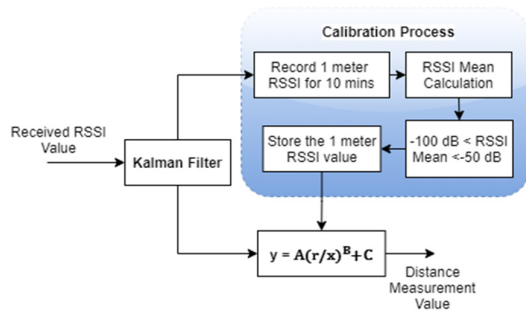 Calibration Process
Record 1 meter
RSSI for 10 mins
RSSI Mean
Calculation
Received RSSI
Value
Kalman Filter
Store the 1 meter
RSSI value
-100 dB < RSSI
Mean <-50 dB
y = A(r/x)^B+C
Distance
Measurement
Value